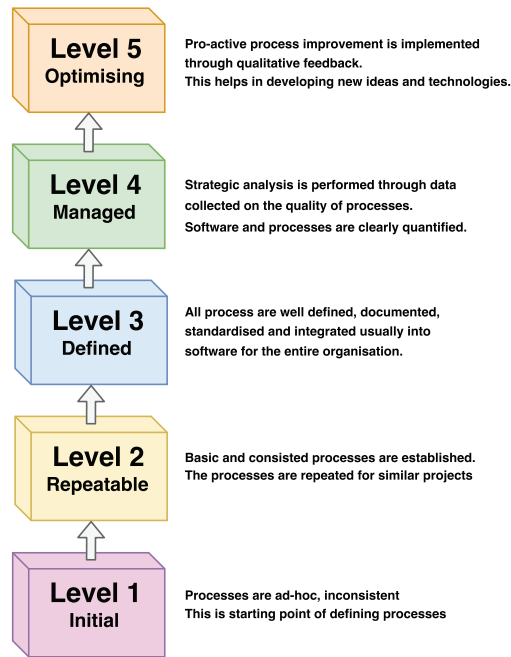 Level 5
Optimising
Pro-active process improvement is implemented
through qualitative feedback.
This helps in developing new ideas and technologies.
Level 4
Managed
Strategic analysis is performed through data
collected on the quality of processes.
Software and processes are clearly quantified.
Level 3
Defined
All process are well defined, documented,
standardised and integrated usually into
software for the entire organisation.
Level 2
Repeatable
Basic and consisted processes are established.
The processes are repeated for similar projects
Level 1
Initial
Processes are ad-hoc, inconsistent
This is starting point of defining processes